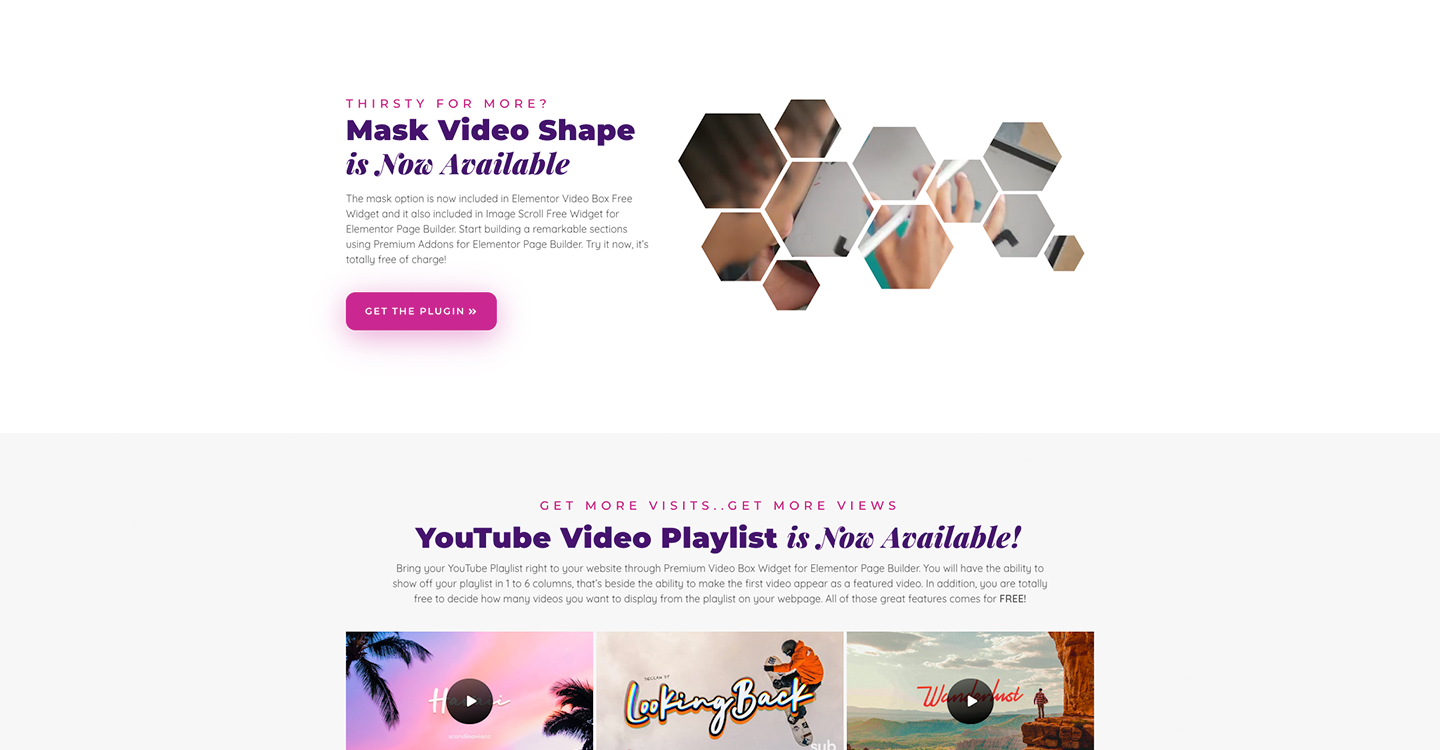 THIRSTY FOR MORE?
Mask Video Shape
is Now Available
The mask option is now included in Elementor Video Box Free
Widget and it also included in Image Scroll Free Widget for
Elementor Page Builder. Start building a remarkable sections
using Premium Addons for Elementor Page Builder. Try it now, it's
totally free of charge!
GET THE PLUGIN »
GET MORE VISITS..GET MORE VIEWS
YouTube Video Playlist is Now Available!
Bring your YouTube Playlist right to your website through Premium Video Box Widget for Elementor Page Builder. You will have the ability to
show off your playlist in 1 to 6 columns, that's beside the ability to make the first video appear as a featured video. In addition, you are totally
free to decide how many videos you want to display from the playlist on your webpage. All of those great features comes for FREE!
DECLAN DP
Looking Back
Wanderlust
sub